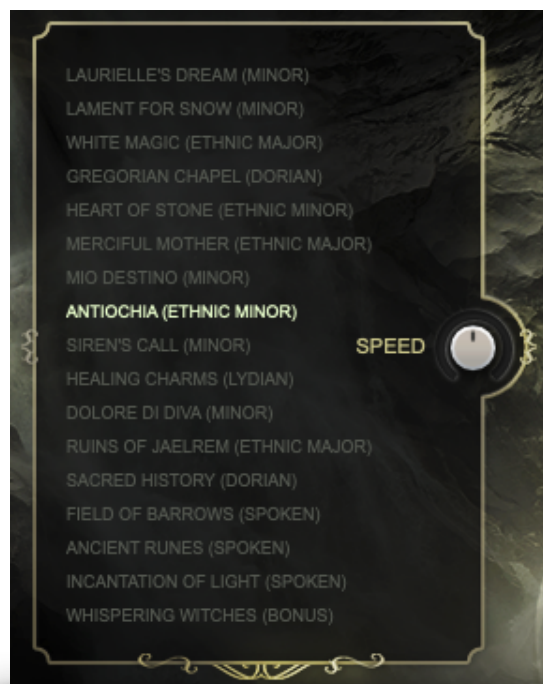 LAURIELLE'S DREAM (MINOR)
LAMENT FOR SNOW (MINOR)
WHITE MAGIC (ETHNIC MAJOR)
GREGORIAN CHAPEL (DORIAN)
HEART OF STONE (ETHNIC MINOR)
MERCIFUL MOTHER (ETHNIC MAJOR)
MIO DESTINO (MINOR)
ANTIOCHIA (ETHNIC MINOR)
SIREN'S CALL (MINOR)
SPEED
HEALING CHARMS (LYDIAN)
DOLORE DI DIVA (MINOR)
RUINS OF JAELREM (ETHNIC MAJOR)
SACRED HISTORY (DORIAN)
FIELD OF BARROWS (SPOKEN)
ANCIENT RUNES (SPOKEN)
INCANTATION OF LIGHT (SPOKEN)
WHISPERING WITCHES (BONUS)